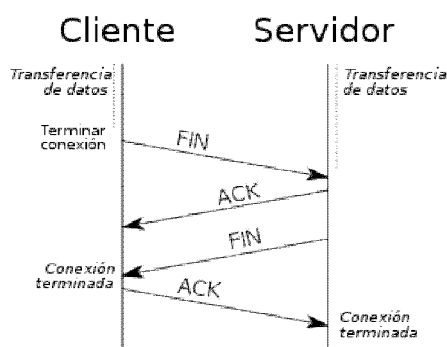 Cliente Servidor
Transferencia
de datos
Transferencia
de datos
Terminar
conexión
FIN
ACK
FIN
Conexión
terminada
ACK
Conexión
terminada